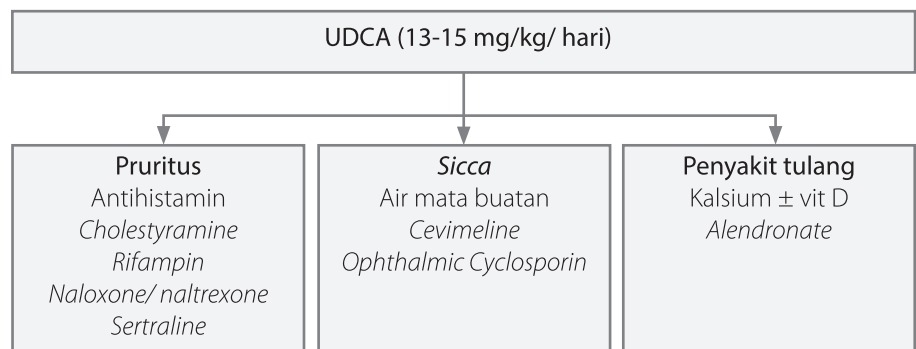 UDCA (13-15 mg/kg/ hari)
Pruritus
Antihistamin
Cholestyramine
Rifampin
Naloxone/ naltrexone
Sertraline
Sicca
Air mata buatan
Cevimeline
Ophthalmic Cyclosporin
Penyakit tulang
Kalsium ± vit D
Alendronate